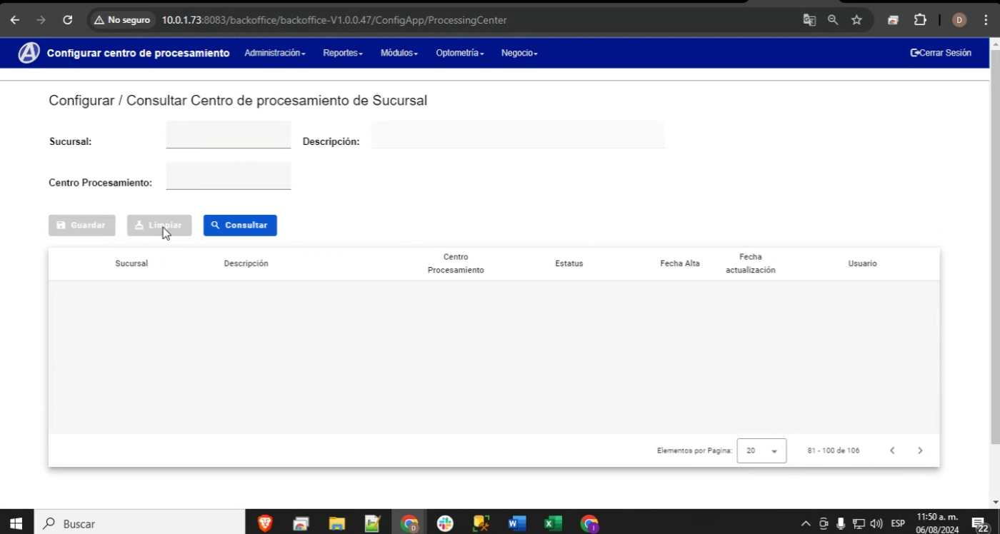 No seguro 10.0.1.73:8083/backoffice/backoffice-V1.0.0.47/ConfigApp/ProcessingCenter D
Configurar centro de procesamiento Administración Reportes Módulos Optometría Negocio Cerrar Sesión
Configurar / Consultar Centro de procesamiento de Sucursal
Sucursal: Descripción:
Centro Procesamiento:
Guardar Limpiar Consultar
Sucursal Descripción Centro Procesamiento Estatus Fecha Alta Fecha actualización Usuario
Elementos por Pagina: 20 81 - 100 de 106
Buscar ESP 11:50 a. m.
06/08/2024 22